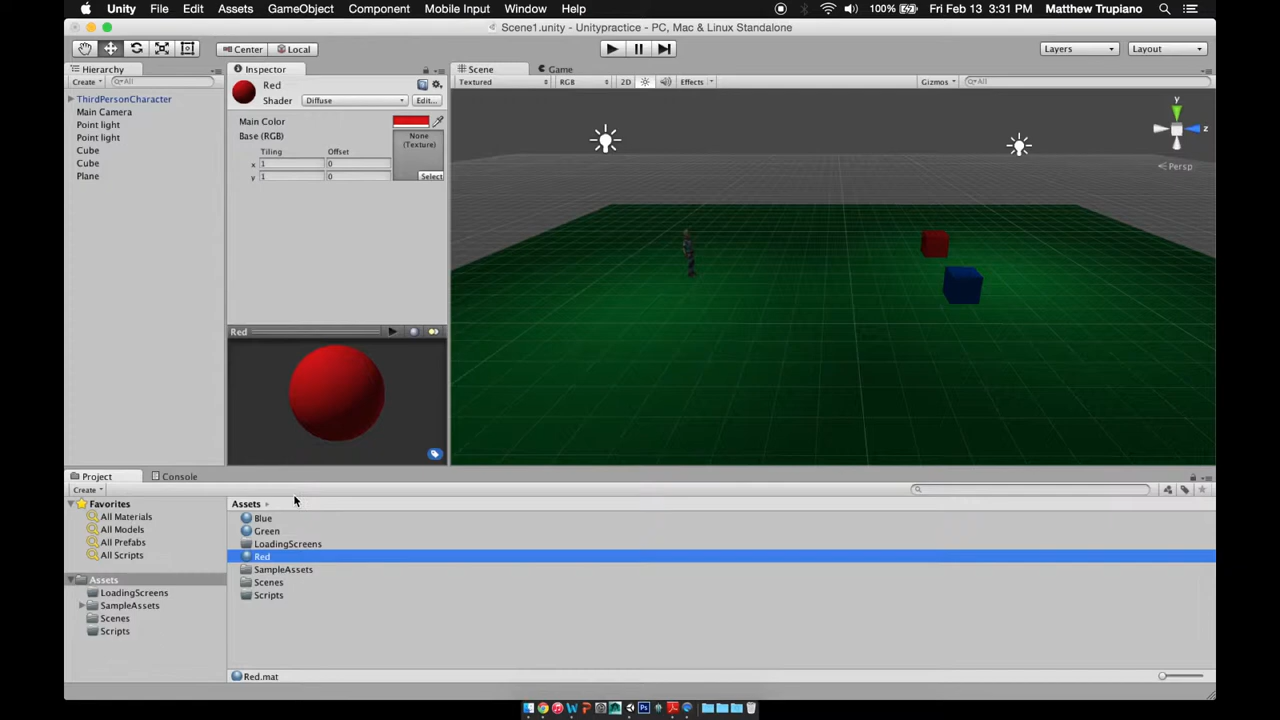 Unity File Edit Assets GameObject Component Mobile Input Window Help 100% Fri Feb 13 3:31 PM Matthew Trupiano
Scene1.unity - Unitypractice - PC, Mac & Linux Standalone
Center Local Layers Layout
Hierarchy Inspector Scene Game
Create All Red Textured RGB 2D Effects Gizmos All
ThirdPersonCharacter Shader Diffuse Edit...
Main Camera
Point light Main Color
Point light Base (RGB) None
(Texture)
Cube Tiling Offset
Cube x 1 0
Plane y 1 0 Select
y
z
Persp
Red
Project Console
Create
Favorites Assets
All Materials Blue
All Models Green
All Prefabs LoadingScreens
All Scripts Red
SampleAssets
Assets Scenes
LoadingScreens Scripts
SampleAssets
Scenes
Scripts
Red.mat